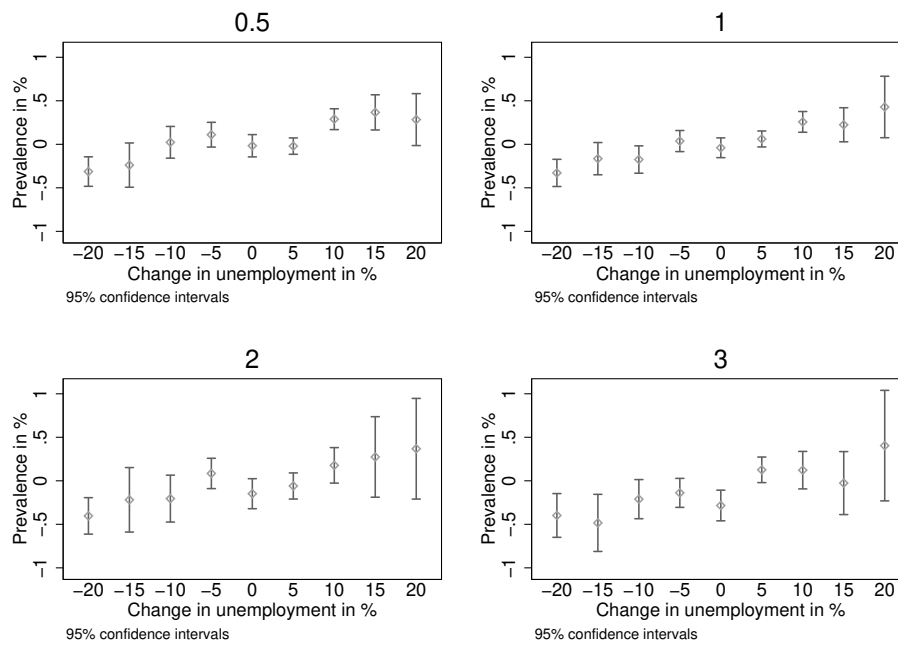 0.5
Prevalence in %
1
.5
0
−.5
−1
−20 −15 −10 −5 0 5 10 15 20
Change in unemployment in %
95% confidence intervals
1
Prevalence in %
1
.5
0
−.5
−1
−20 −15 −10 −5 0 5 10 15 20
Change in unemployment in %
95% confidence intervals
2
Prevalence in %
1
.5
0
−.5
−1
−20 −15 −10 −5 0 5 10 15 20
Change in unemployment in %
95% confidence intervals
3
Prevalence in %
1
.5
0
−.5
−1
−20 −15 −10 −5 0 5 10 15 20
Change in unemployment in %
95% confidence intervals